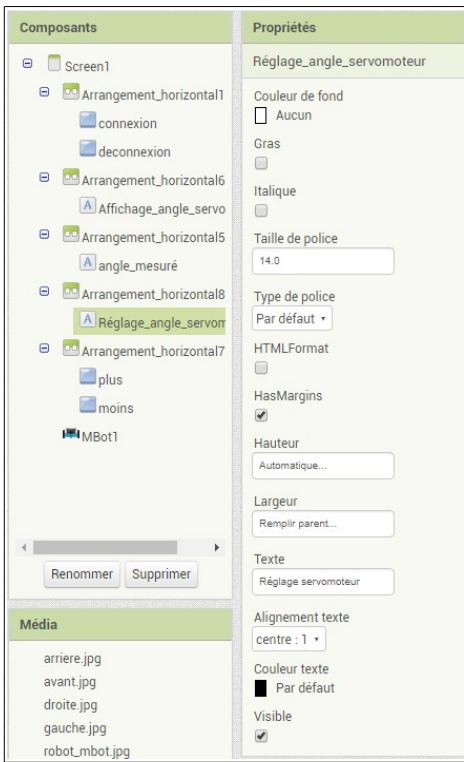 Composants
Screen1
Arrangement_horizontal1
connexion
deconnexion
Arrangement_horizontal6
Affichage_angle_servo
Arrangement_horizontal5
angle_mesuré
Arrangement_horizontal8
Réglage_angle_servom
Arrangement_horizontal7
plus
moins
MBot1
Renommer Supprimer
Média
arriere.jpg
avant.jpg
droite.jpg
gauche.jpg
robot_mbot.jpg
Propriétés
Réglage_angle_servomoteur
Couleur de fond
Aucun
Gras
Italique
Taille de police
14.0
Type de police
Par défaut
HTMLFormat
HasMargins
Hauteur
Automatique...
Largeur
Remplir parent...
Texte
Réglage servomoteur
Alignement texte
centre : 1
Couleur texte
Par défaut
Visible